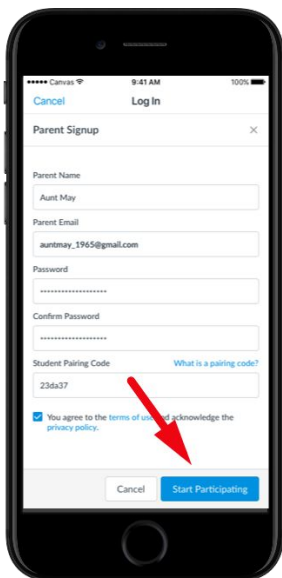 Canvas 9:41 AM 100%
Cancel Log In
Parent Signup ×
Parent Name
Aunt May
Parent Email
auntmay_1965@gmail.com
Password
Confirm Password
Student Pairing Code What is a pairing code?
23da37
You agree to the terms of use and acknowledge the
privacy policy.
Cancel Start Participating